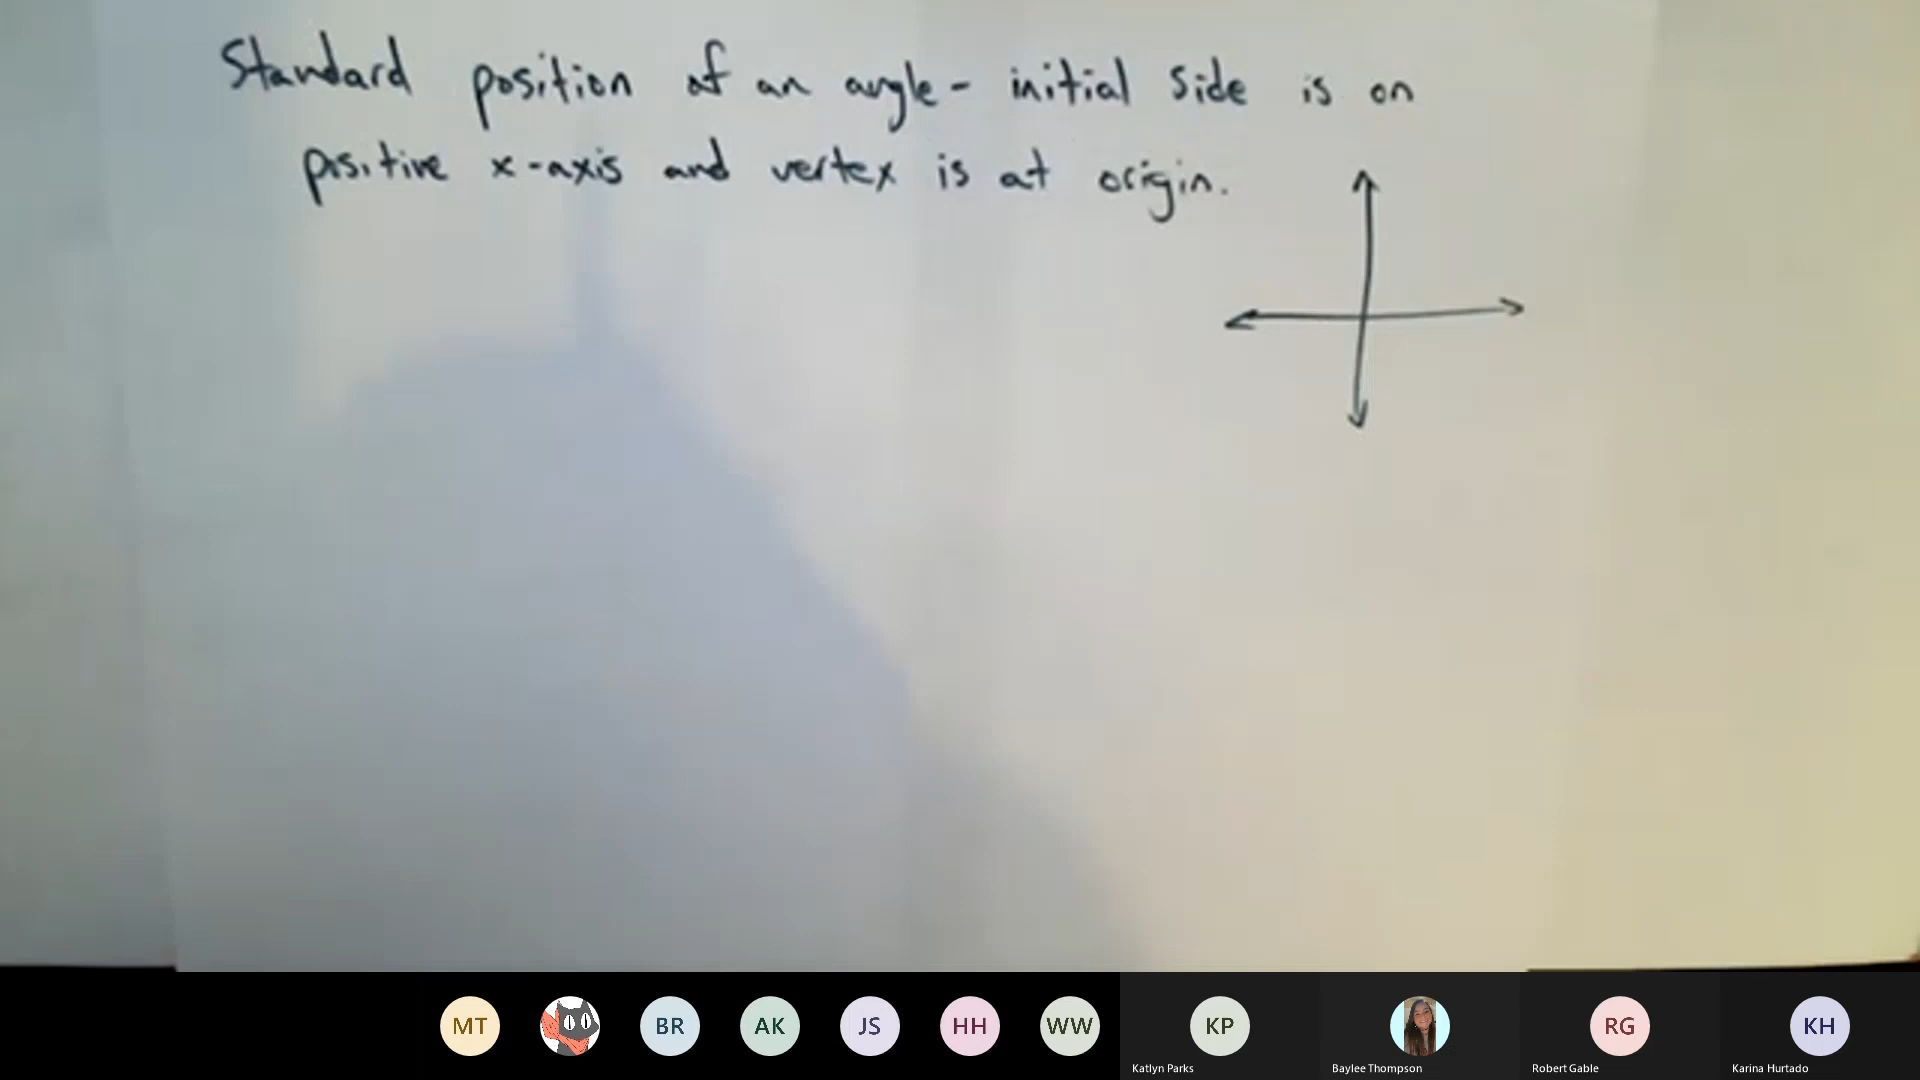 Standard position of an angle - initial side is on
positive x-axis and vertex is at origin.
MT
BR
AK
JS
HH
WW
KP
RG
KH
Katlyn Parks
Baylee Thompson
Robert Gable
Karina Hurtado